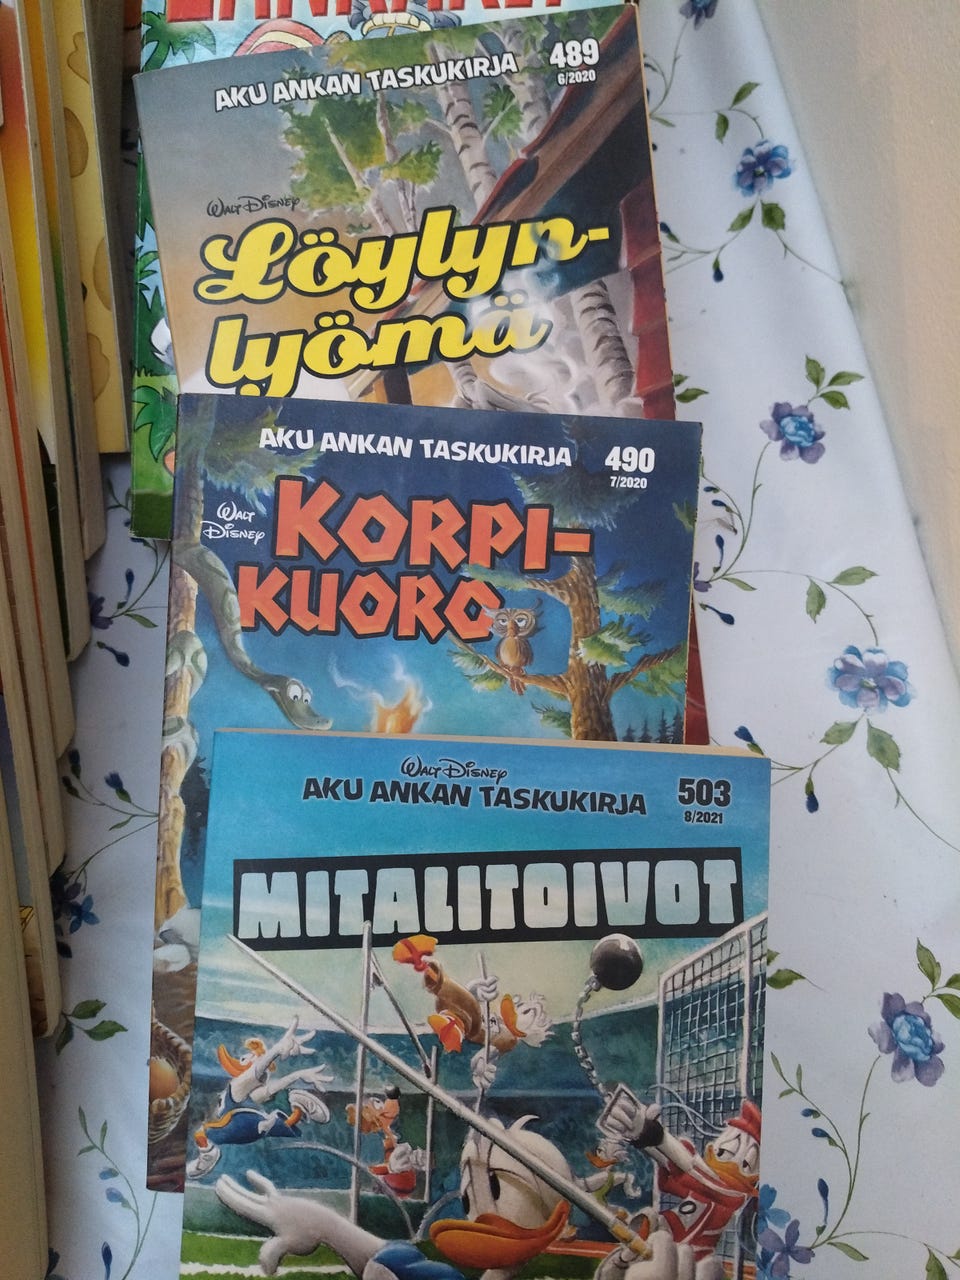 AKU ANKAN TASKUKIRJA 489
6/2020
WALT DISNEY
Löylyn-
lyömä
AKU ANKAN TASKUKIRJA 490
7/2020
WALT
DISNEY
KORPI-
KUORO
WALT DISNEY
AKU ANKAN TASKUKIRJA 503
8/2021
MITALITOIVOT